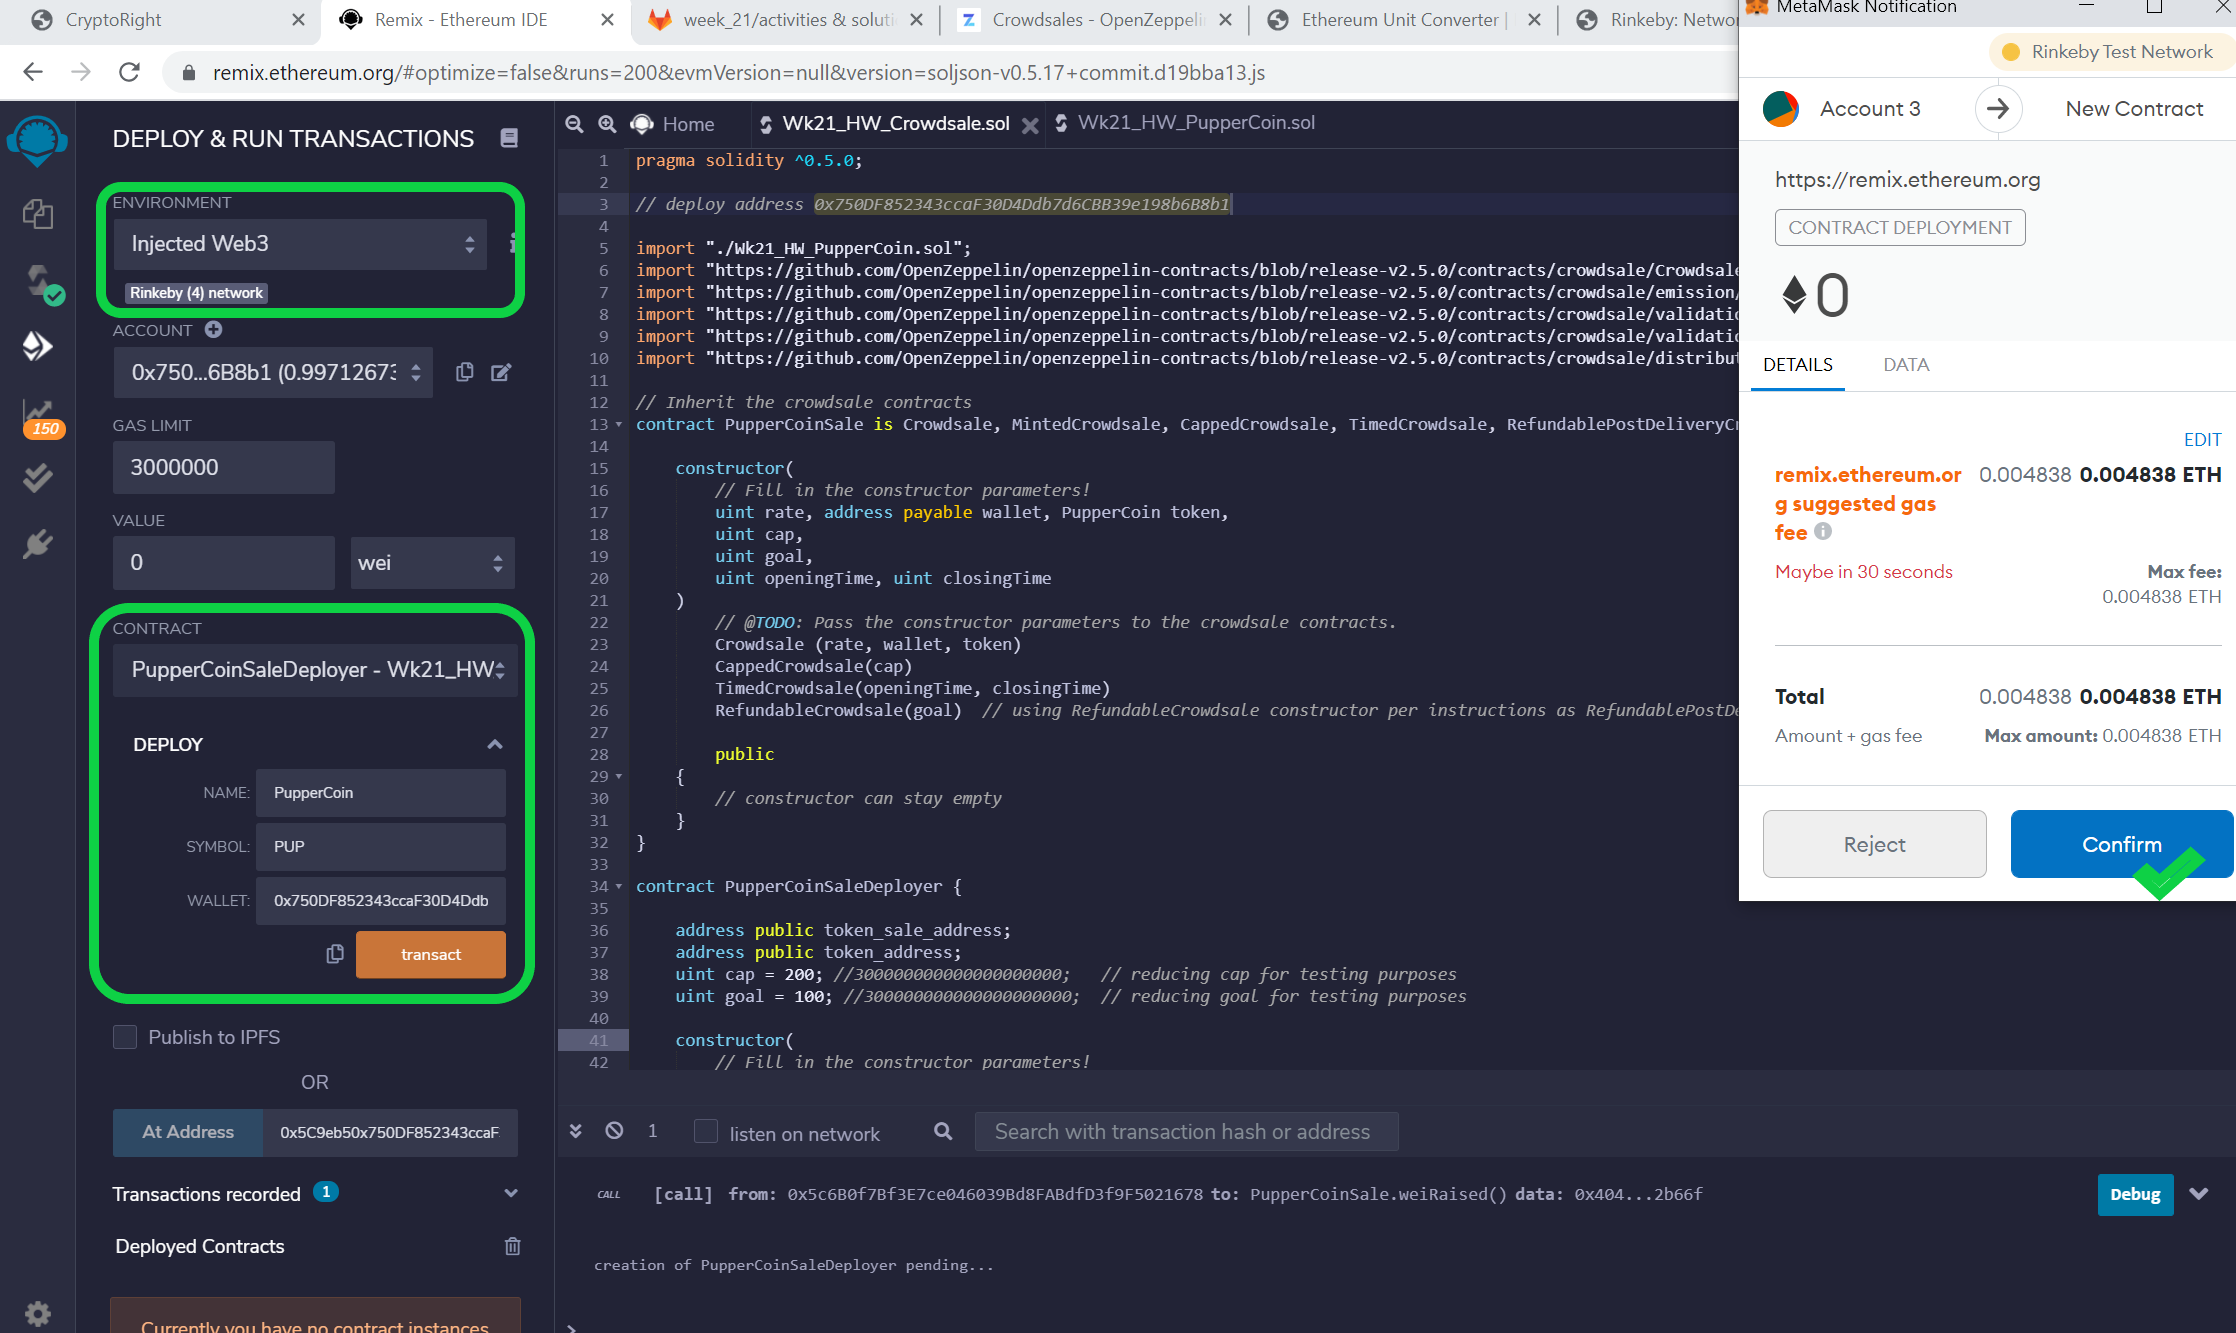 CryptoRight
Remix - Ethereum IDE
week_21/activities & soluti
Crowdsales - OpenZeppelin
Ethereum Unit Converter |
Rinkeby: Netwo
remix.ethereum.org/#optimize=false&runs=200&evmVersion=null&version=soljson-v0.5.17+commit.d19bba13.js
DEPLOY & RUN TRANSACTIONS
ENVIRONMENT
Injected Web3
Rinkeby (4) network
ACCOUNT
0x750...6B8b1 (0.99712673
GAS LIMIT
3000000
VALUE
0
wei
150
CONTRACT
PupperCoinSaleDeployer - Wk21_HW
DEPLOY
NAME: PupperCoin
SYMBOL: PUP
WALLET: 0x750DF852343ccaF30D4Ddb
transact
Publish to IPFS
OR
At Address 0x5C9eb50x750DF852343ccaF
Transactions recorded 1
Deployed Contracts
Currently you have no contract instances
Home
Wk21_HW_Crowdsale.sol
Wk21_HW_PupperCoin.sol
1 pragma solidity ^0.5.0;
2
3 // deploy address 0x750DF852343ccaF30D4Ddb7d6CBB39e198b6B8b1
4
5 import "./Wk21_HW_PupperCoin.sol";
6 import "https://github.com/OpenZeppelin/openzeppelin-contracts/blob/release-v2.5.0/contracts/crowdsale/Crowdsale
7 import "https://github.com/OpenZeppelin/openzeppelin-contracts/blob/release-v2.5.0/contracts/crowdsale/emission/
8 import "https://github.com/OpenZeppelin/openzeppelin-contracts/blob/release-v2.5.0/contracts/crowdsale/validatio
9 import "https://github.com/OpenZeppelin/openzeppelin-contracts/blob/release-v2.5.0/contracts/crowdsale/validatio
10 import "https://github.com/OpenZeppelin/openzeppelin-contracts/blob/release-v2.5.0/contracts/crowdsale/distribut
11
12 // Inherit the crowdsale contracts
13 contract PupperCoinSale is Crowdsale, MintedCrowdsale, CappedCrowdsale, TimedCrowdsale, RefundablePostDeliveryCr
14
15 constructor(
16 // Fill in the constructor parameters!
17 uint rate, address payable wallet, PupperCoin token,
18 uint cap,
19 uint goal,
20 uint openingTime, uint closingTime
21 )
22 // @TODO: Pass the constructor parameters to the crowdsale contracts.
23 Crowdsale (rate, wallet, token)
24 CappedCrowdsale(cap)
25 TimedCrowdsale(openingTime, closingTime)
26 RefundableCrowdsale(goal) // using RefundableCrowdsale constructor per instructions as RefundablePostDe
27
28 public
29 {
30 // constructor can stay empty
31 }
32 }
33
34 contract PupperCoinSaleDeployer {
35
36 address public token_sale_address;
37 address public token_address;
38 uint cap = 200; //300000000000000000000; // reducing cap for testing purposes
39 uint goal = 100; //300000000000000000000; // reducing goal for testing purposes
40
41 constructor(
42 // Fill in the constructor parameters!
1
listen on network
Search with transaction hash or address
CALL [call] from: 0x5c6B0f7Bf3E7ce046039Bd8FABdfD3f9F5021678 to: PupperCoinSale.weiRaised() data: 0x404...2b66f
Debug
creation of PupperCoinSaleDeployer pending...
>
MetaMask Notification
Rinkeby Test Network
Account 3
New Contract
https://remix.ethereum.org
CONTRACT DEPLOYMENT
0
DETAILS
DATA
EDIT
remix.ethereum.or 0.004838 0.004838 ETH
g suggested gas
fee
Maybe in 30 seconds Max fee:
0.004838 ETH
Total 0.004838 0.004838 ETH
Amount + gas fee Max amount: 0.004838 ETH
Reject
Confirm